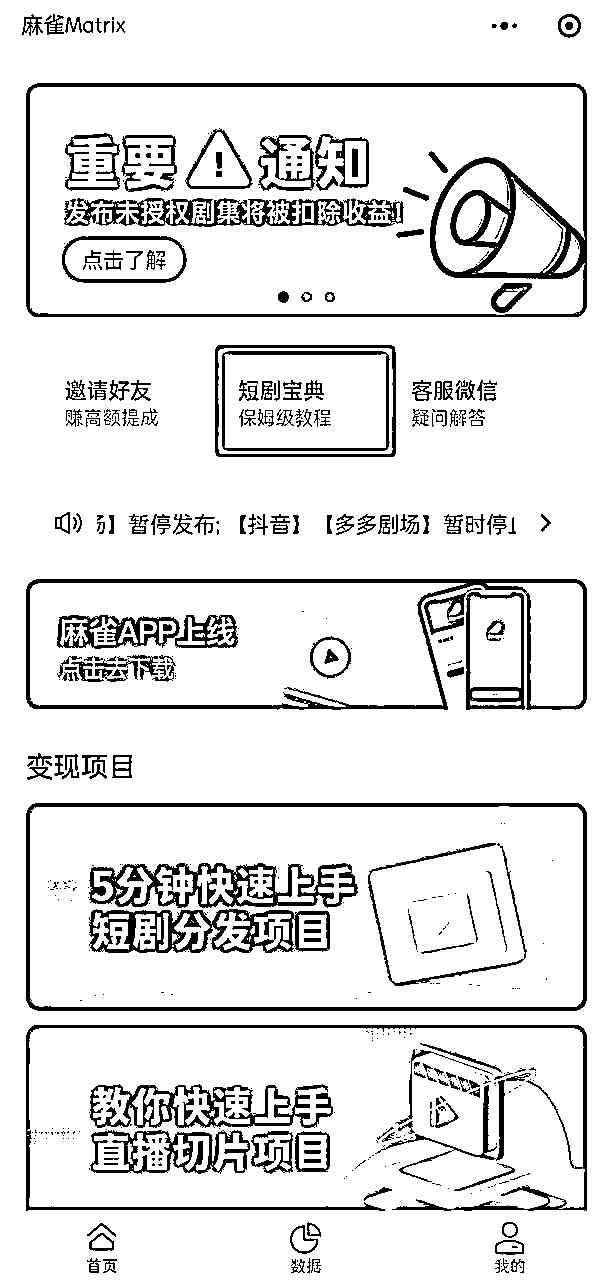 麻雀Matrix
重要 通知
发布未授权剧集将被扣除收益!
点击了解
邀请好友
赚高额提成
短剧宝典
保姆级教程
客服微信
疑问解答
】暂停发布; 【抖音】 【多多剧场】暂时停
麻雀APP上线
点击去下载
变现项目
5分钟快速上手
短剧分发项目
教你快速上手
直播切片项目
首页
数据
我的